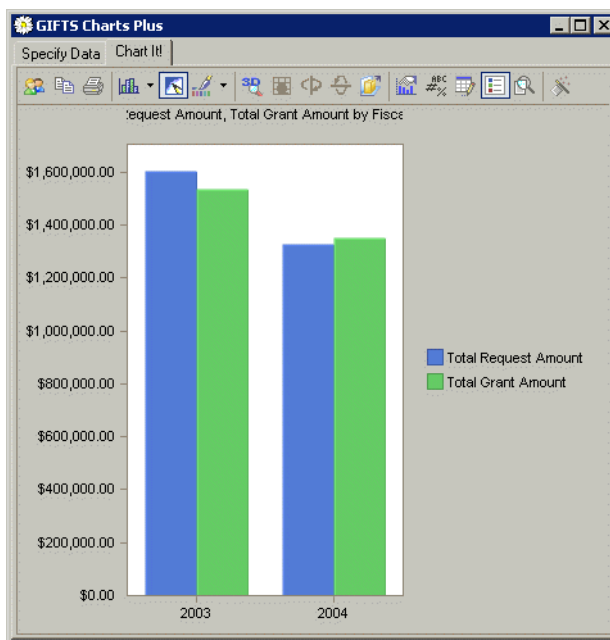 GIFTS Charts Plus
Specify Data Chart It!
3D ABC #%
:equest Amount, Total Grant Amount by Fisca
$1,600,000.00
$1,400,000.00
$1,200,000.00
$1,000,000.00
$800,000.00
$600,000.00
$400,000.00
$200,000.00
$0.00
2003 2004
Total Request Amount
Total Grant Amount